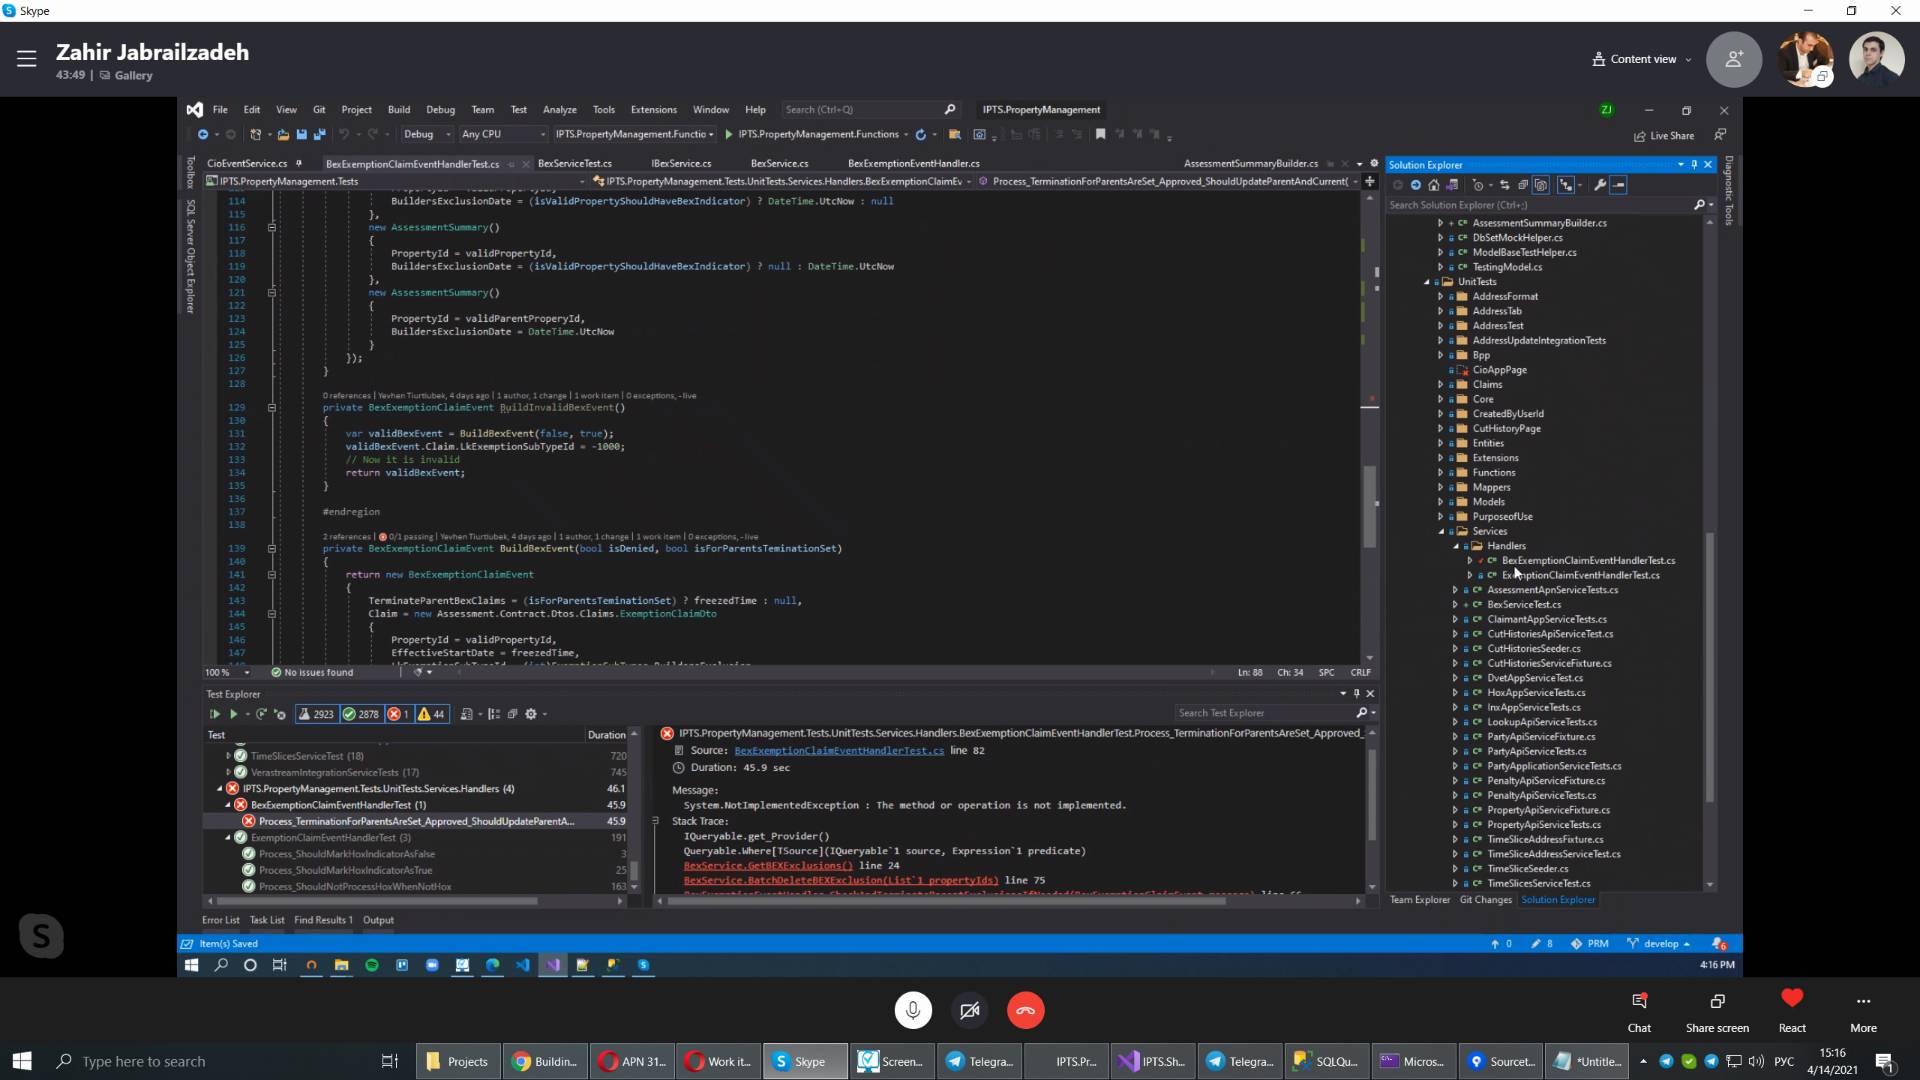 Skype
Zahir Jabrailzadeh
43:49 | Gallery
Content view
File Edit View Git Project Build Debug Team Test Analyze Tools Extensions Window Help Search (Ctrl+Q) IPTS.PropertyManagement ZJ
Debug Any CPU IPTS.PropertyManagement.Functio IPTS.PropertyManagement.Functions Live Share
Toolbox
SQL Server Object Explorer
CioEventService.cs BexExemptionClaimEventHandlerTest.cs BexServiceTest.cs IBexService.cs BexService.cs BexExemptionEventHandler.cs AssessmentSummaryBuilder.cs
IPTS.PropertyManagement.Tests IPTS.PropertyManagement.Tests.UnitTests.Services.Handlers.BexExemptionClaimEv Process_TerminationForParentsAreSet_Approved_ShouldUpdateParentAndCurrent(
114 BuildersExclusionDate = (isValidPropertyShouldHaveBexIndicator) ? DateTime.UtcNow : null
115 },
116 new AssessmentSummary()
117 {
118 PropertyId = validPropertyId,
119 BuildersExclusionDate = (isValidPropertyShouldHaveBexIndicator) ? null : DateTime.UtcNow
120 },
121 new AssessmentSummary()
122 {
123 PropertyId = validParentProperyId,
124 BuildersExclusionDate = DateTime.UtcNow
125 }
126 });
127 }
128
0 references | Yevhen Tiurtiubek, 4 days ago | 1 author, 1 change | 1 work item | 0 exceptions, - live
129 private BexExemptionClaimEvent BuildInvalidBexEvent()
130 {
131 var validBexEvent = BuildBexEvent(false, true);
132 validBexEvent.Claim.LkExemptionSubTypeId = -1000;
133 // Now it is invalid
134 return validBexEvent;
135 }
136
137 #endregion
138
2 references | 0/1 passing | Yevhen Tiurtiubek, 4 days ago | 1 author, 1 change | 1 work item | 0 exceptions, - live
139 private BexExemptionClaimEvent BuildBexEvent(bool isDenied, bool isForParentsTeminationSet)
140 {
141 return new BexExemptionClaimEvent
142 {
143 TerminateParentBexClaims = (isForParentsTeminationSet) ? freezedTime : null,
144 Claim = new Assessment.Contract.Dtos.Claims.ExemptionClaimDto
145 {
146 PropertyId = validPropertyId,
147 EffectiveStartDate = freezedTime,
100 % No issues found Ln: 88 Ch: 34 SPC CRLF
Test Explorer
2923 2878 1 44 Search Test Explorer
Test Duration
TimeSlicesServiceTest (18) 720
VerastreamIntegrationServiceTests (17) 745
IPTS.PropertyManagement.Tests.UnitTests.Services.Handlers (4) 46.1
BexExemptionClaimEventHandlerTest (1) 45.9
Process_TerminationForParentsAreSet_Approved_ShouldUpdateParentA... 45.9
ExemptionClaimEventHandlerTest (3) 191
Process_ShouldMarkHoxIndicatorAsFalse 3
Process_ShouldMarkHoxIndicatorAsTrue 25
Process_ShouldNotProcessHoxWhenNotHox 163
IPTS.PropertyManagement.Tests.UnitTests.Services.Handlers.BexExemptionClaimEventHandlerTest.Process_TerminationForParentsAreSet_Approved_
Source: BexExemptionClaimEventHandlerTest.cs line 82
Duration: 45.9 sec
Message:
System.NotImplementedException : The method or operation is not implemented.
Stack Trace:
IQueryable.get_Provider()
Queryable.Where[TSource](IQueryable`1 source, Expression`1 predicate)
BexService.GetBEXExclusions() line 24
BexService.BatchDeleteBEXExclusion(List`1 propertyIds) line 75
Error List Task List Find Results 1 Output
Solution Explorer
Search Solution Explorer (Ctrl+;)
AssessmentSummaryBuilder.cs
DbSetMockHelper.cs
ModelBaseTestHelper.cs
TestingModel.cs
UnitTests
AddressFormat
AddressTab
AddressTest
AddressUpdateIntegrationTests
Bpp
CioAppPage
Claims
Core
CreatedByUserId
CutHistoryPage
Entities
Extensions
Functions
Mappers
Models
PurposeofUse
Services
Handlers
BexExemptionClaimEventHandlerTest.cs
ExemptionClaimEventHandlerTest.cs
AssessmentApnServiceTests.cs
BexServiceTest.cs
ClaimantAppServiceTests.cs
CutHistoriesApiServiceTest.cs
CutHistoriesSeeder.cs
CutHistoriesServiceFixture.cs
DvetAppServiceTest.cs
HoxAppServiceTests.cs
InxAppServiceTests.cs
LookupApiServiceTests.cs
PartyApiServiceFixture.cs
PartyApiServiceTests.cs
PartyApplicationServiceTests.cs
PenaltyApiServiceFixture.cs
PenaltyApiServiceTests.cs
PropertyApiServiceFixture.cs
PropertyApiServiceTests.cs
TimeSliceAddressFixture.cs
TimeSliceAddressServiceTest.cs
TimeSliceSeeder.cs
TimeSlicesServiceTest.cs
Team Explorer Git Changes Solution Explorer
Diagnostic Tools
Item(s) Saved 0 8 PRM develop 6
4:16 PM
Chat Share screen React More
Type here to search Projects Buildin... APN 31... Work it... Skype Screen... Telegra... IPTS.Pr... IPTS.Sh... Telegra... SQLQu... Micros... Sourcet... *Untitle... РУС 15:16
4/14/2021